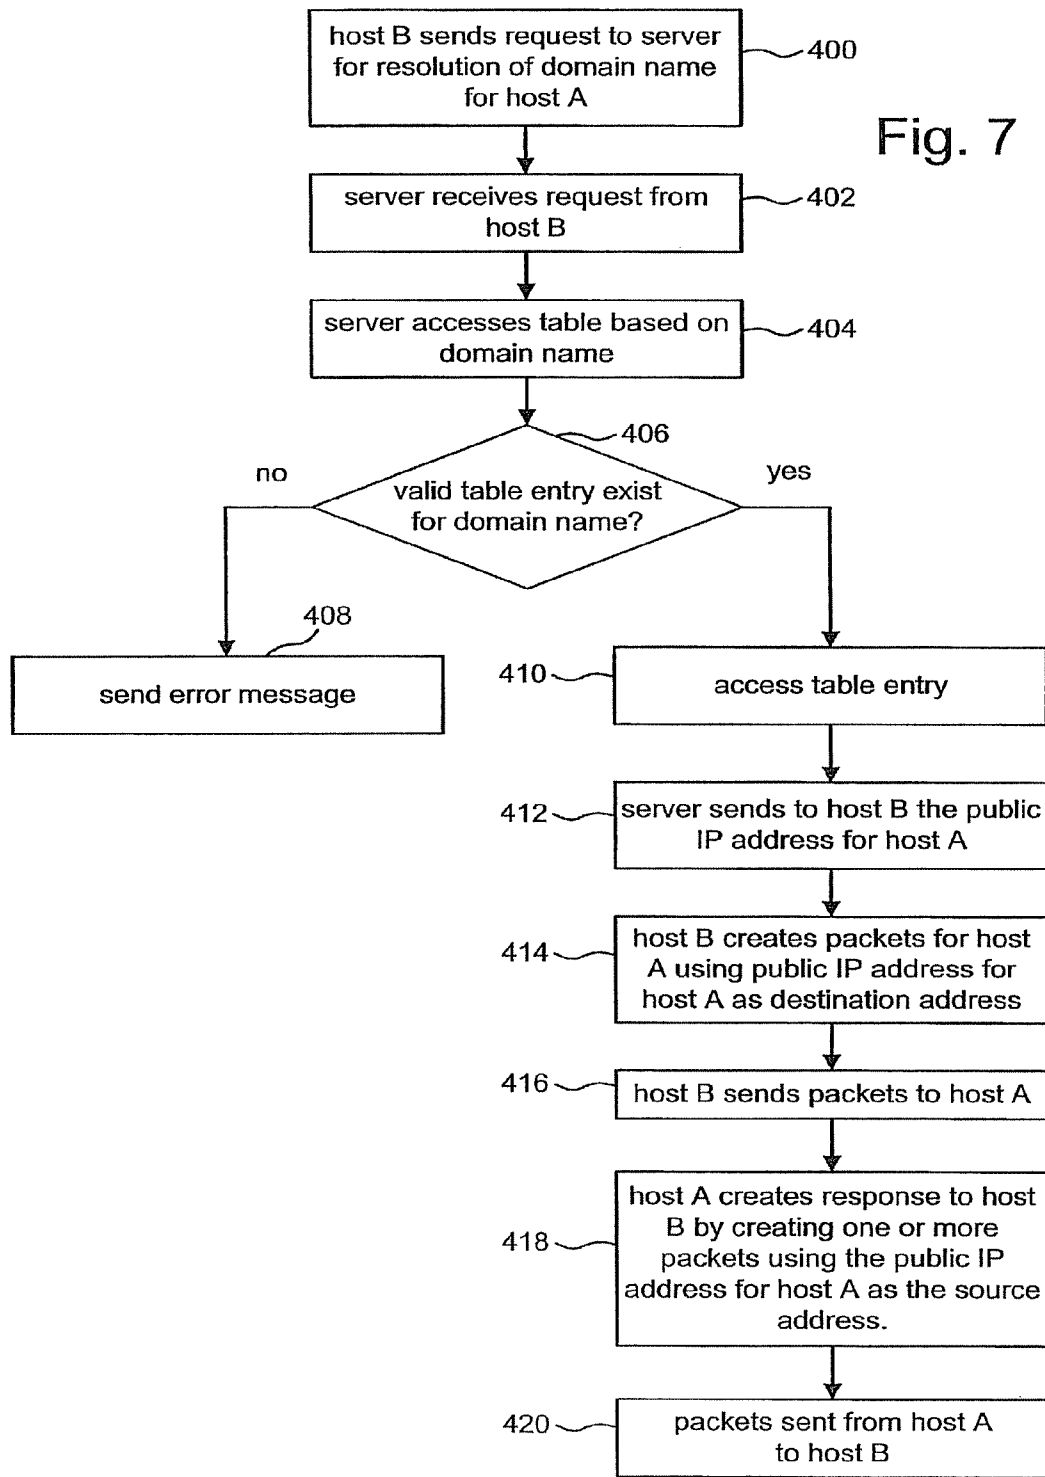 host B sends request to server
for resolution of domain name
for host A
400
Fig. 7
server receives request from
host B
402
server accesses table based on
domain name
404
406
no
yes
valid table entry exist
for domain name?
408
send error message
410
access table entry
412
server sends to host B the public
IP address for host A
414
host B creates packets for host
A using public IP address for
host A as destination address
416
host B sends packets to host A
418
host A creates response to host
B by creating one or more
packets using the public IP
address for host A as the source
address.
420
packets sent from host A
to host B